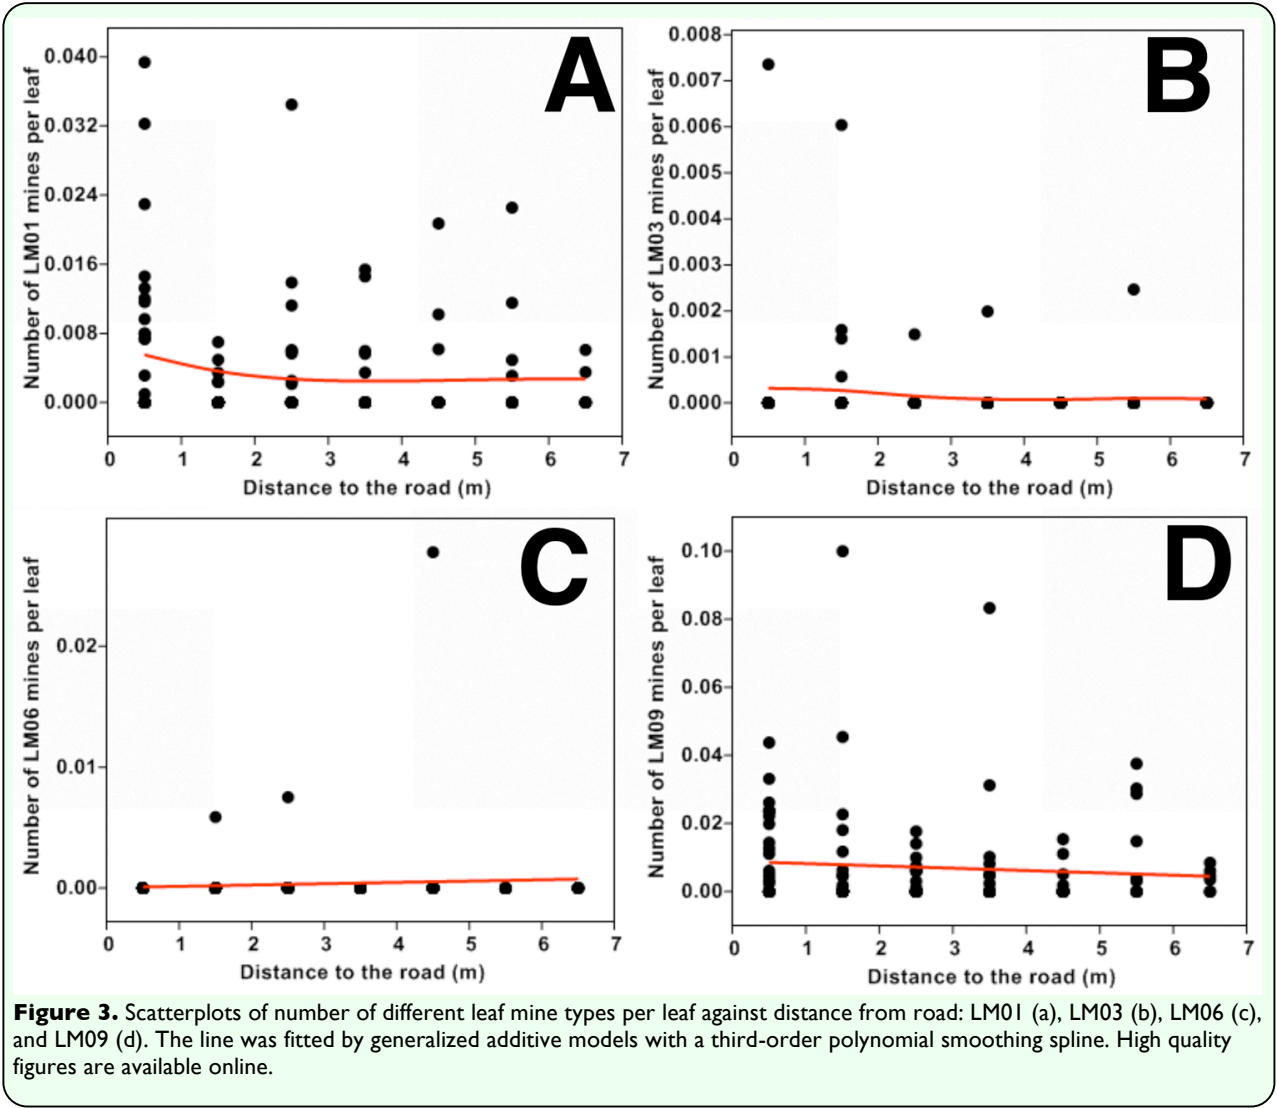 A
Number of LM01 mines per leaf
0.040
0.032
0.024
0.016
0.008
0.000
0 1 2 3 4 5 6 7
Distance to the road (m)
B
Number of LM03 mines per leaf
0.008
0.007
0.006
0.005
0.004
0.003
0.002
0.001
0.000
0 1 2 3 4 5 6 7
Distance to the road (m)
C
Number of LM06 mines per leaf
0.02
0.01
0.00
0 1 2 3 4 5 6 7
Distance to the road (m)
D
Number of LM09 mines per leaf
0.10
0.08
0.06
0.04
0.02
0.00
0 1 2 3 4 5 6 7
Distance to the road (m)
Figure 3. Scatterplots of number of different leaf mine types per leaf against distance from road: LM01 (a), LM03 (b), LM06 (c),
and LM09 (d). The line was fitted by generalized additive models with a third-order polynomial smoothing spline. High quality
figures are available online.